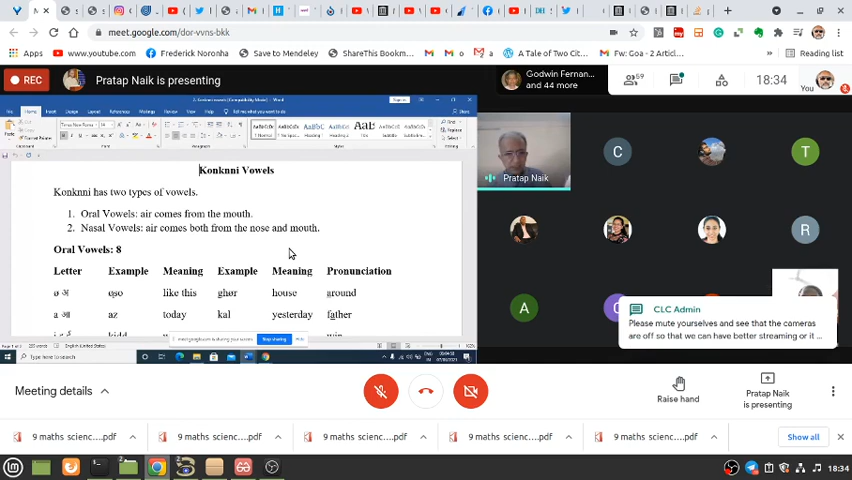 meet.google.com/dor-vvns-bkk
Apps
www.youtube.com
Frederick Noronha
Save to Mendeley
ShareThis Bookm...
A Tale of Two Cit...
Fw: Goa - 2 Articl...
Reading list
REC
Pratap Naik is presenting
Godwin Fernan...
and 44 more
59
18:34
You
Konknni Vowels
Konknni has two types of vowels.
1. Oral Vowels: air comes from the mouth.
2. Nasal Vowels: air comes both from the nose and mouth.
Oral Vowels: 8
Letter Example Meaning Example Meaning Pronunciation
ø अ øso like this ghør house around
a आ az today kal yesterday father
Stop sharing
Pratap Naik
C
T
R
A
CLC Admin
Please mute yourselves and see that the cameras
are off so that we can have better streaming or it ...
Meeting details
Raise hand
Pratap Naik
is presenting
9 maths scienc....pdf
9 maths scienc....pdf
9 maths scienc....pdf
9 maths scienc....pdf
9 maths scienc....pdf
Show all
18:34